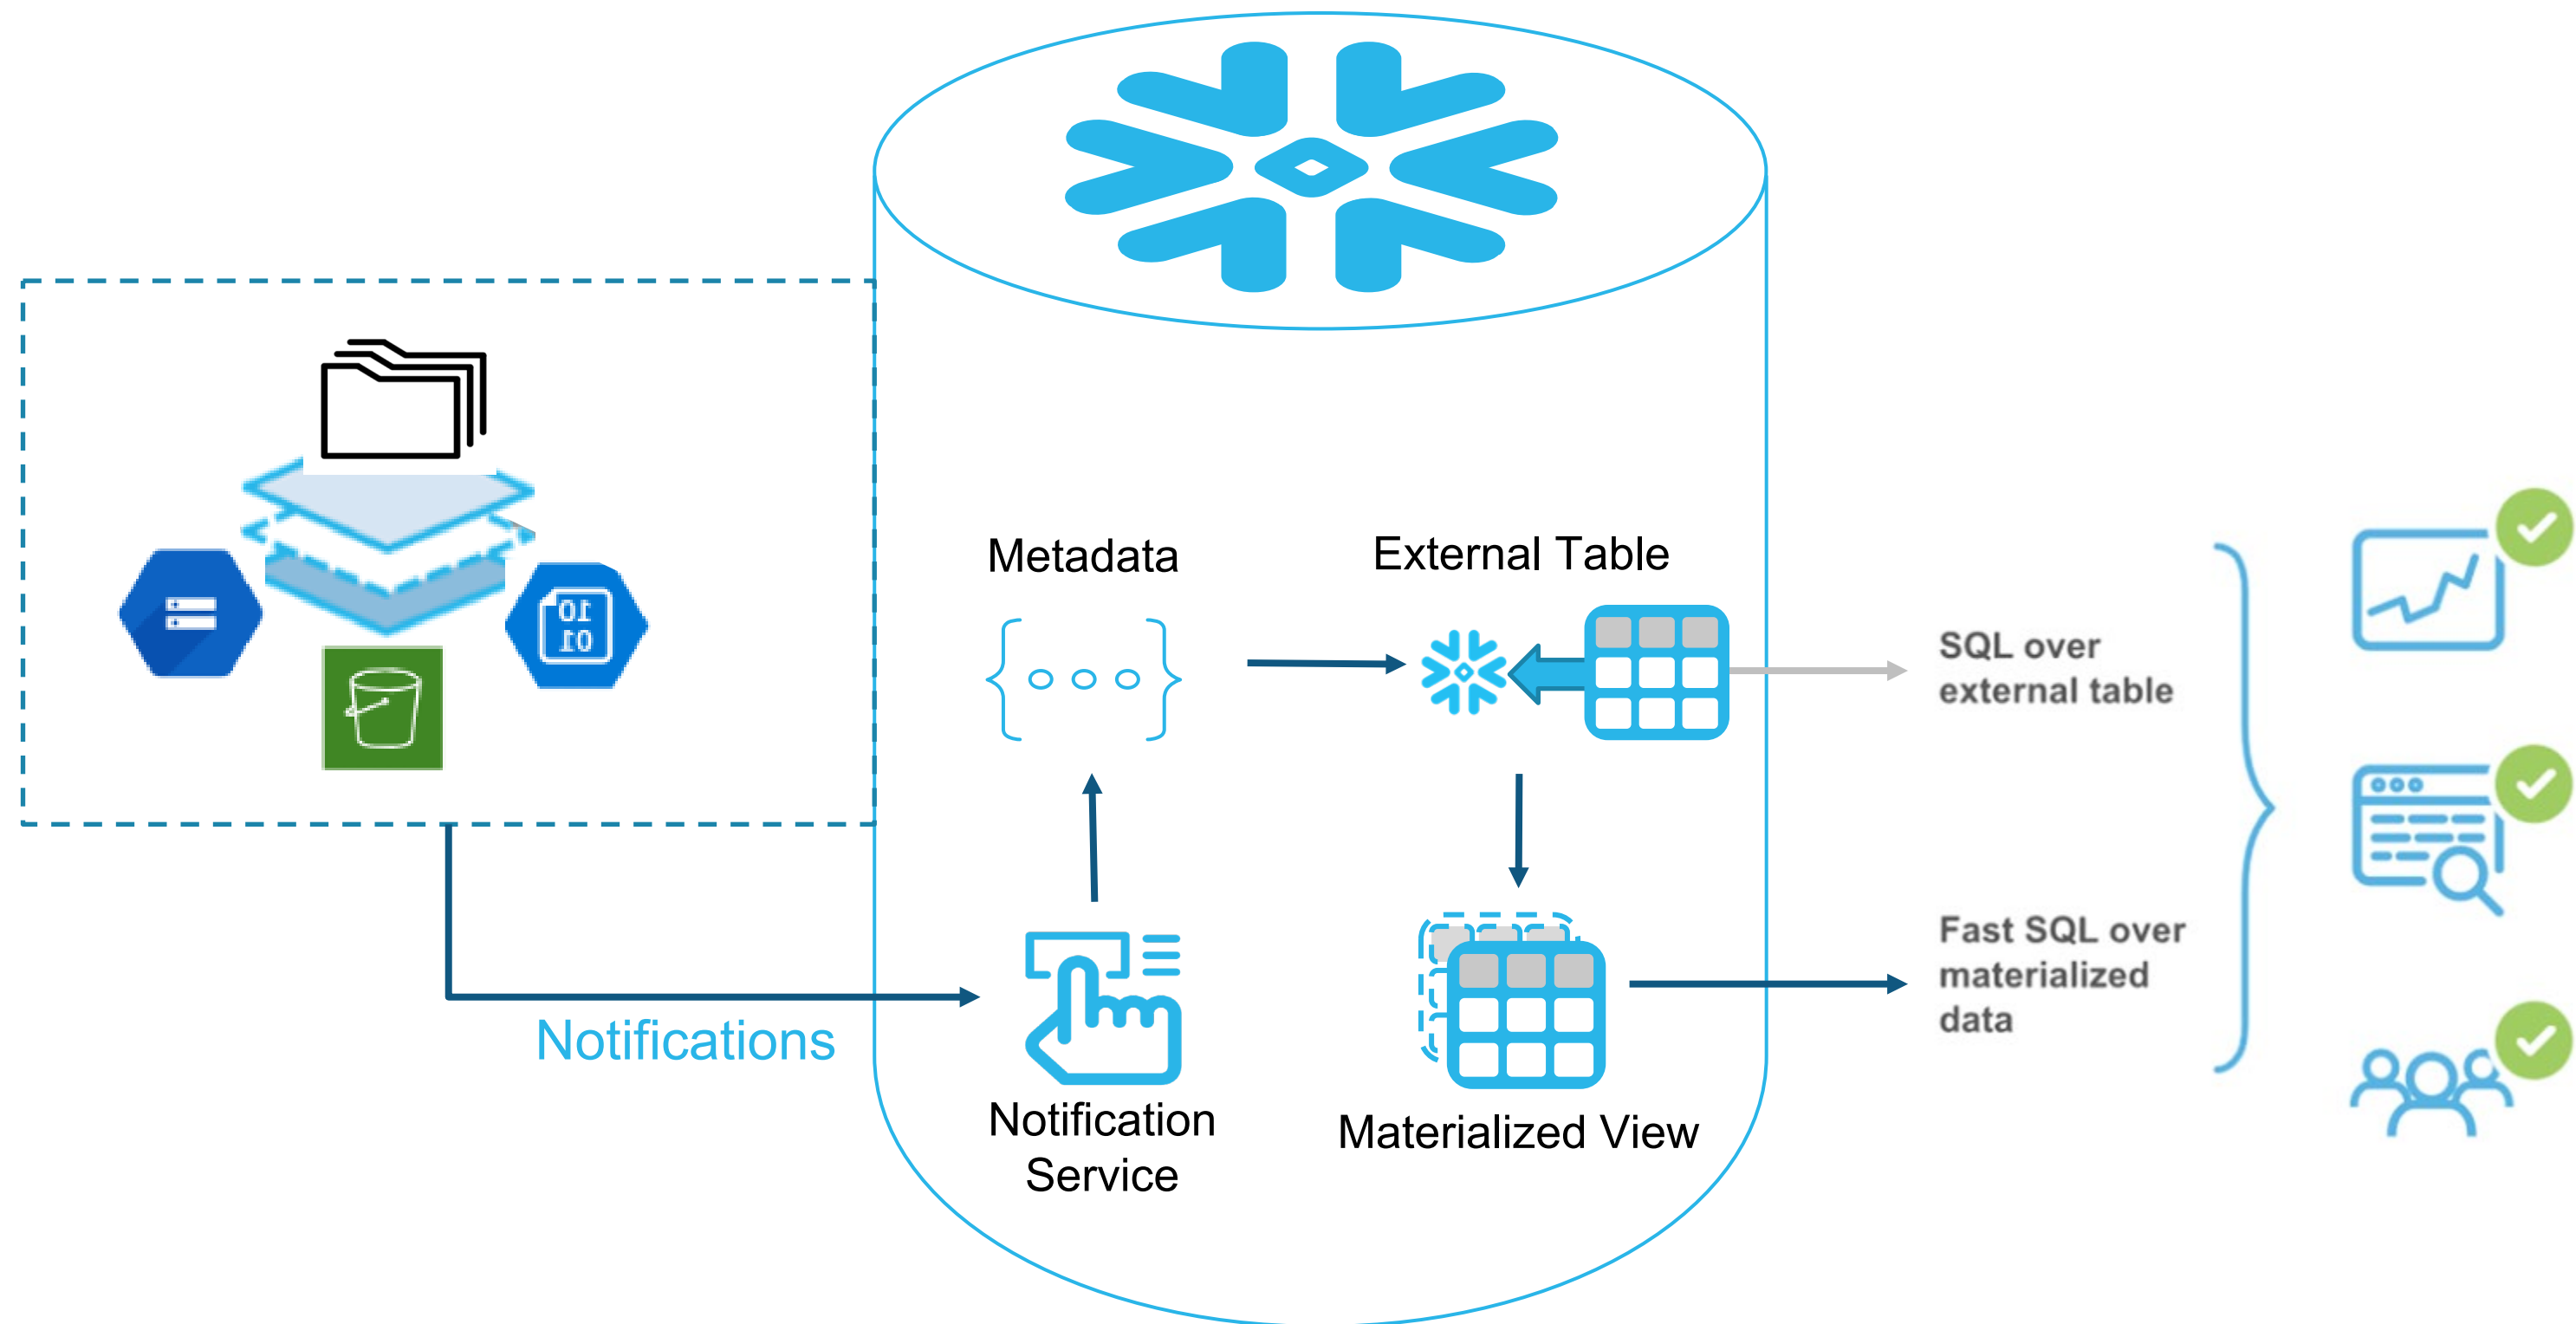 Metadata
External Table
SQL over
external table
Fast SQL over
materialized
data
Notifications
Notification
Service
Materialized View